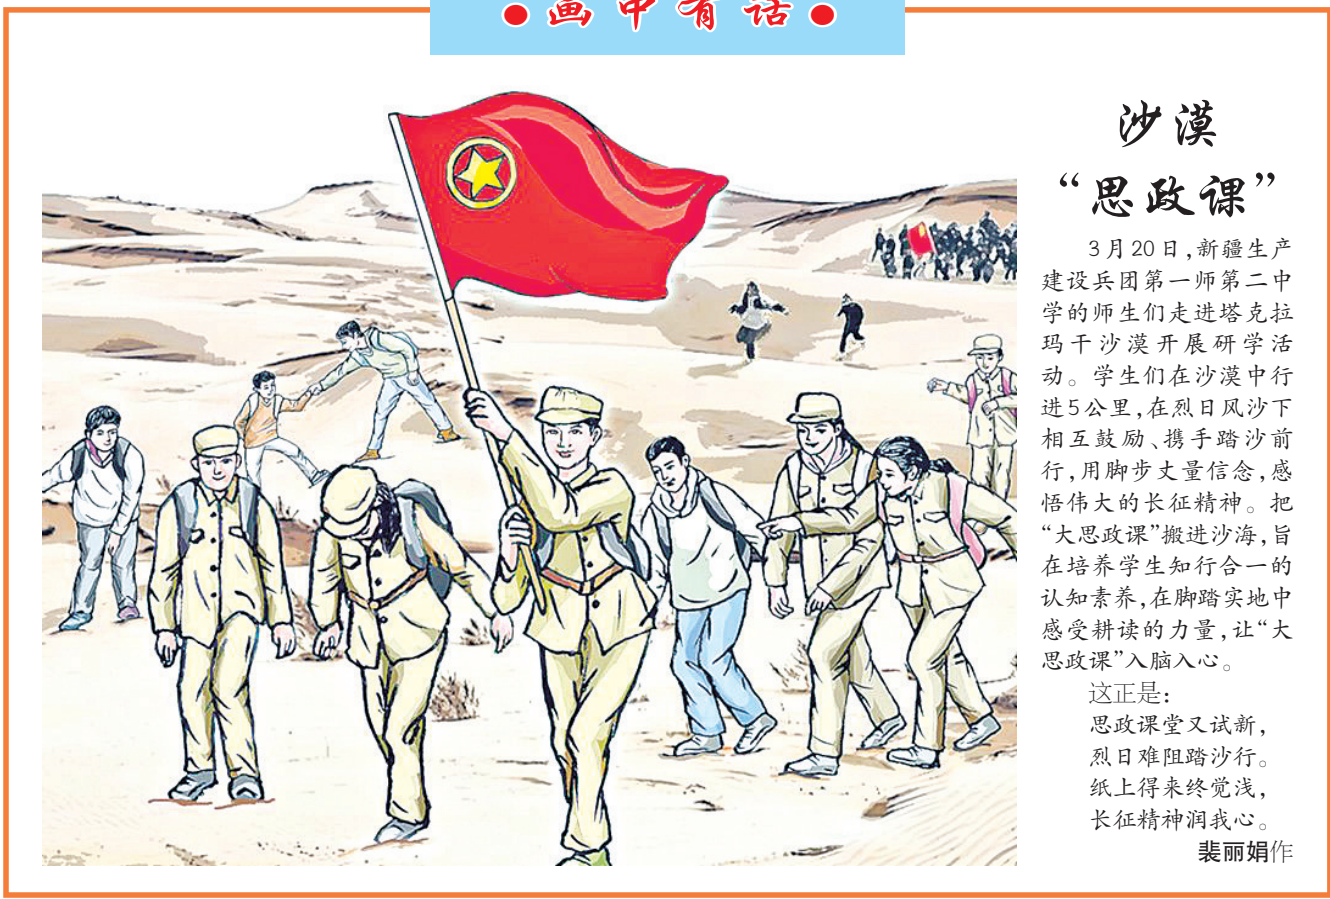 ●画中有话●
沙漠
“思政课”
3月20日，新疆生产
建设兵团第一师第二中
学的师生们走进塔克拉
玛干沙漠开展研学活
动。学生们在沙漠中行
进5公里，在烈日风沙下
相互鼓励、携手踏沙前
行，用脚步丈量信念，感
悟伟大的长征精神。把
“大思政课”搬进沙海，旨
在培养学生知行合一的
认知素养，在脚踏实地中
感受耕读的力量，让“大
思政课”入脑入心。
这正是：
思政课堂又试新，
烈日难阻踏沙行。
纸上得来终觉浅，
长征精神润我心。
裴丽娟作